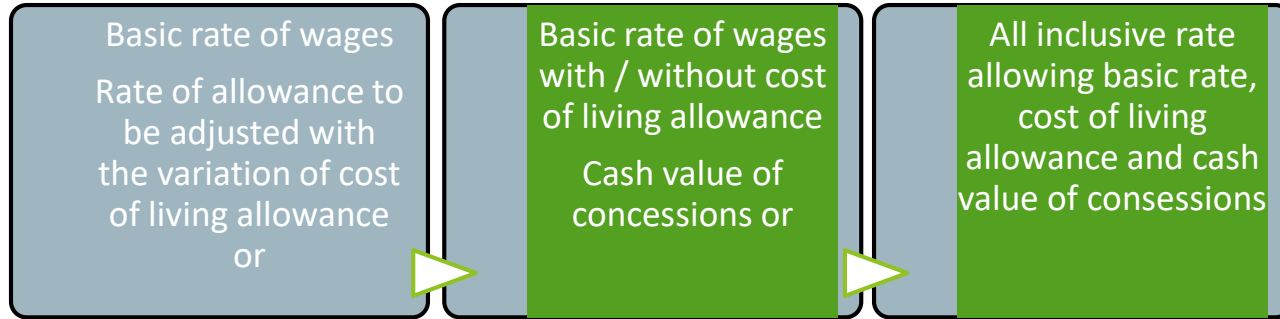 Basic rate of wages
Rate of allowance to
be adjusted with
the variation of cost
of living allowance
or
Basic rate of wages
with / without cost
of living allowance
Cash value of
concessions or
All inclusive rate
allowing basic rate,
cost of living
allowance and cash
value of consessions